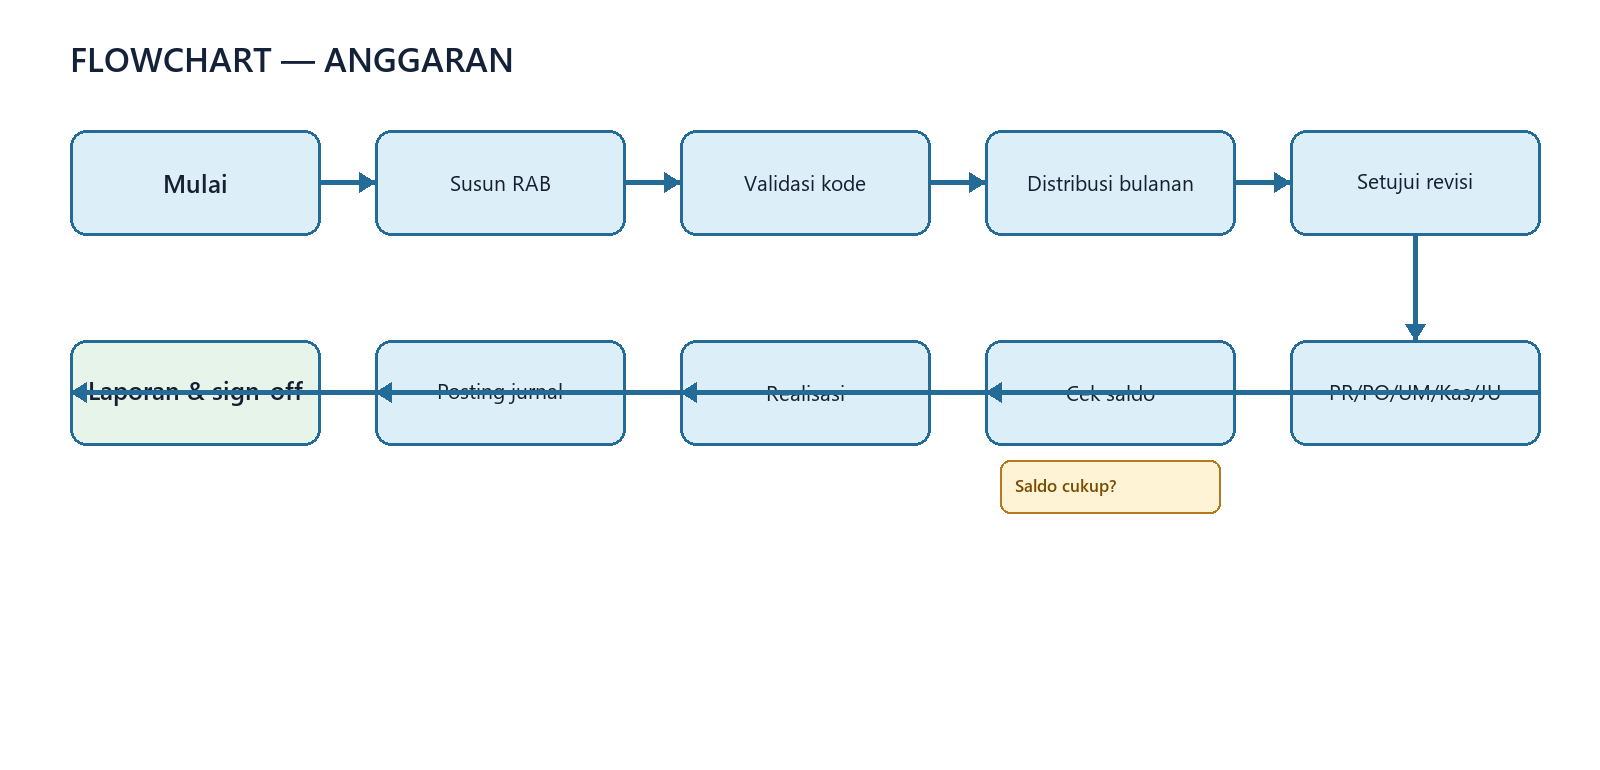 FLOWCHART — ANGGARAN
Mulai
Susun RAB
Validasi kode
Distribusi bulanan
Setujui revisi
Laporan & sign-off
Posting jurnal
Realisasi
Cek saldo
PR/PO/UM/Kas/JU
Saldo cukup?